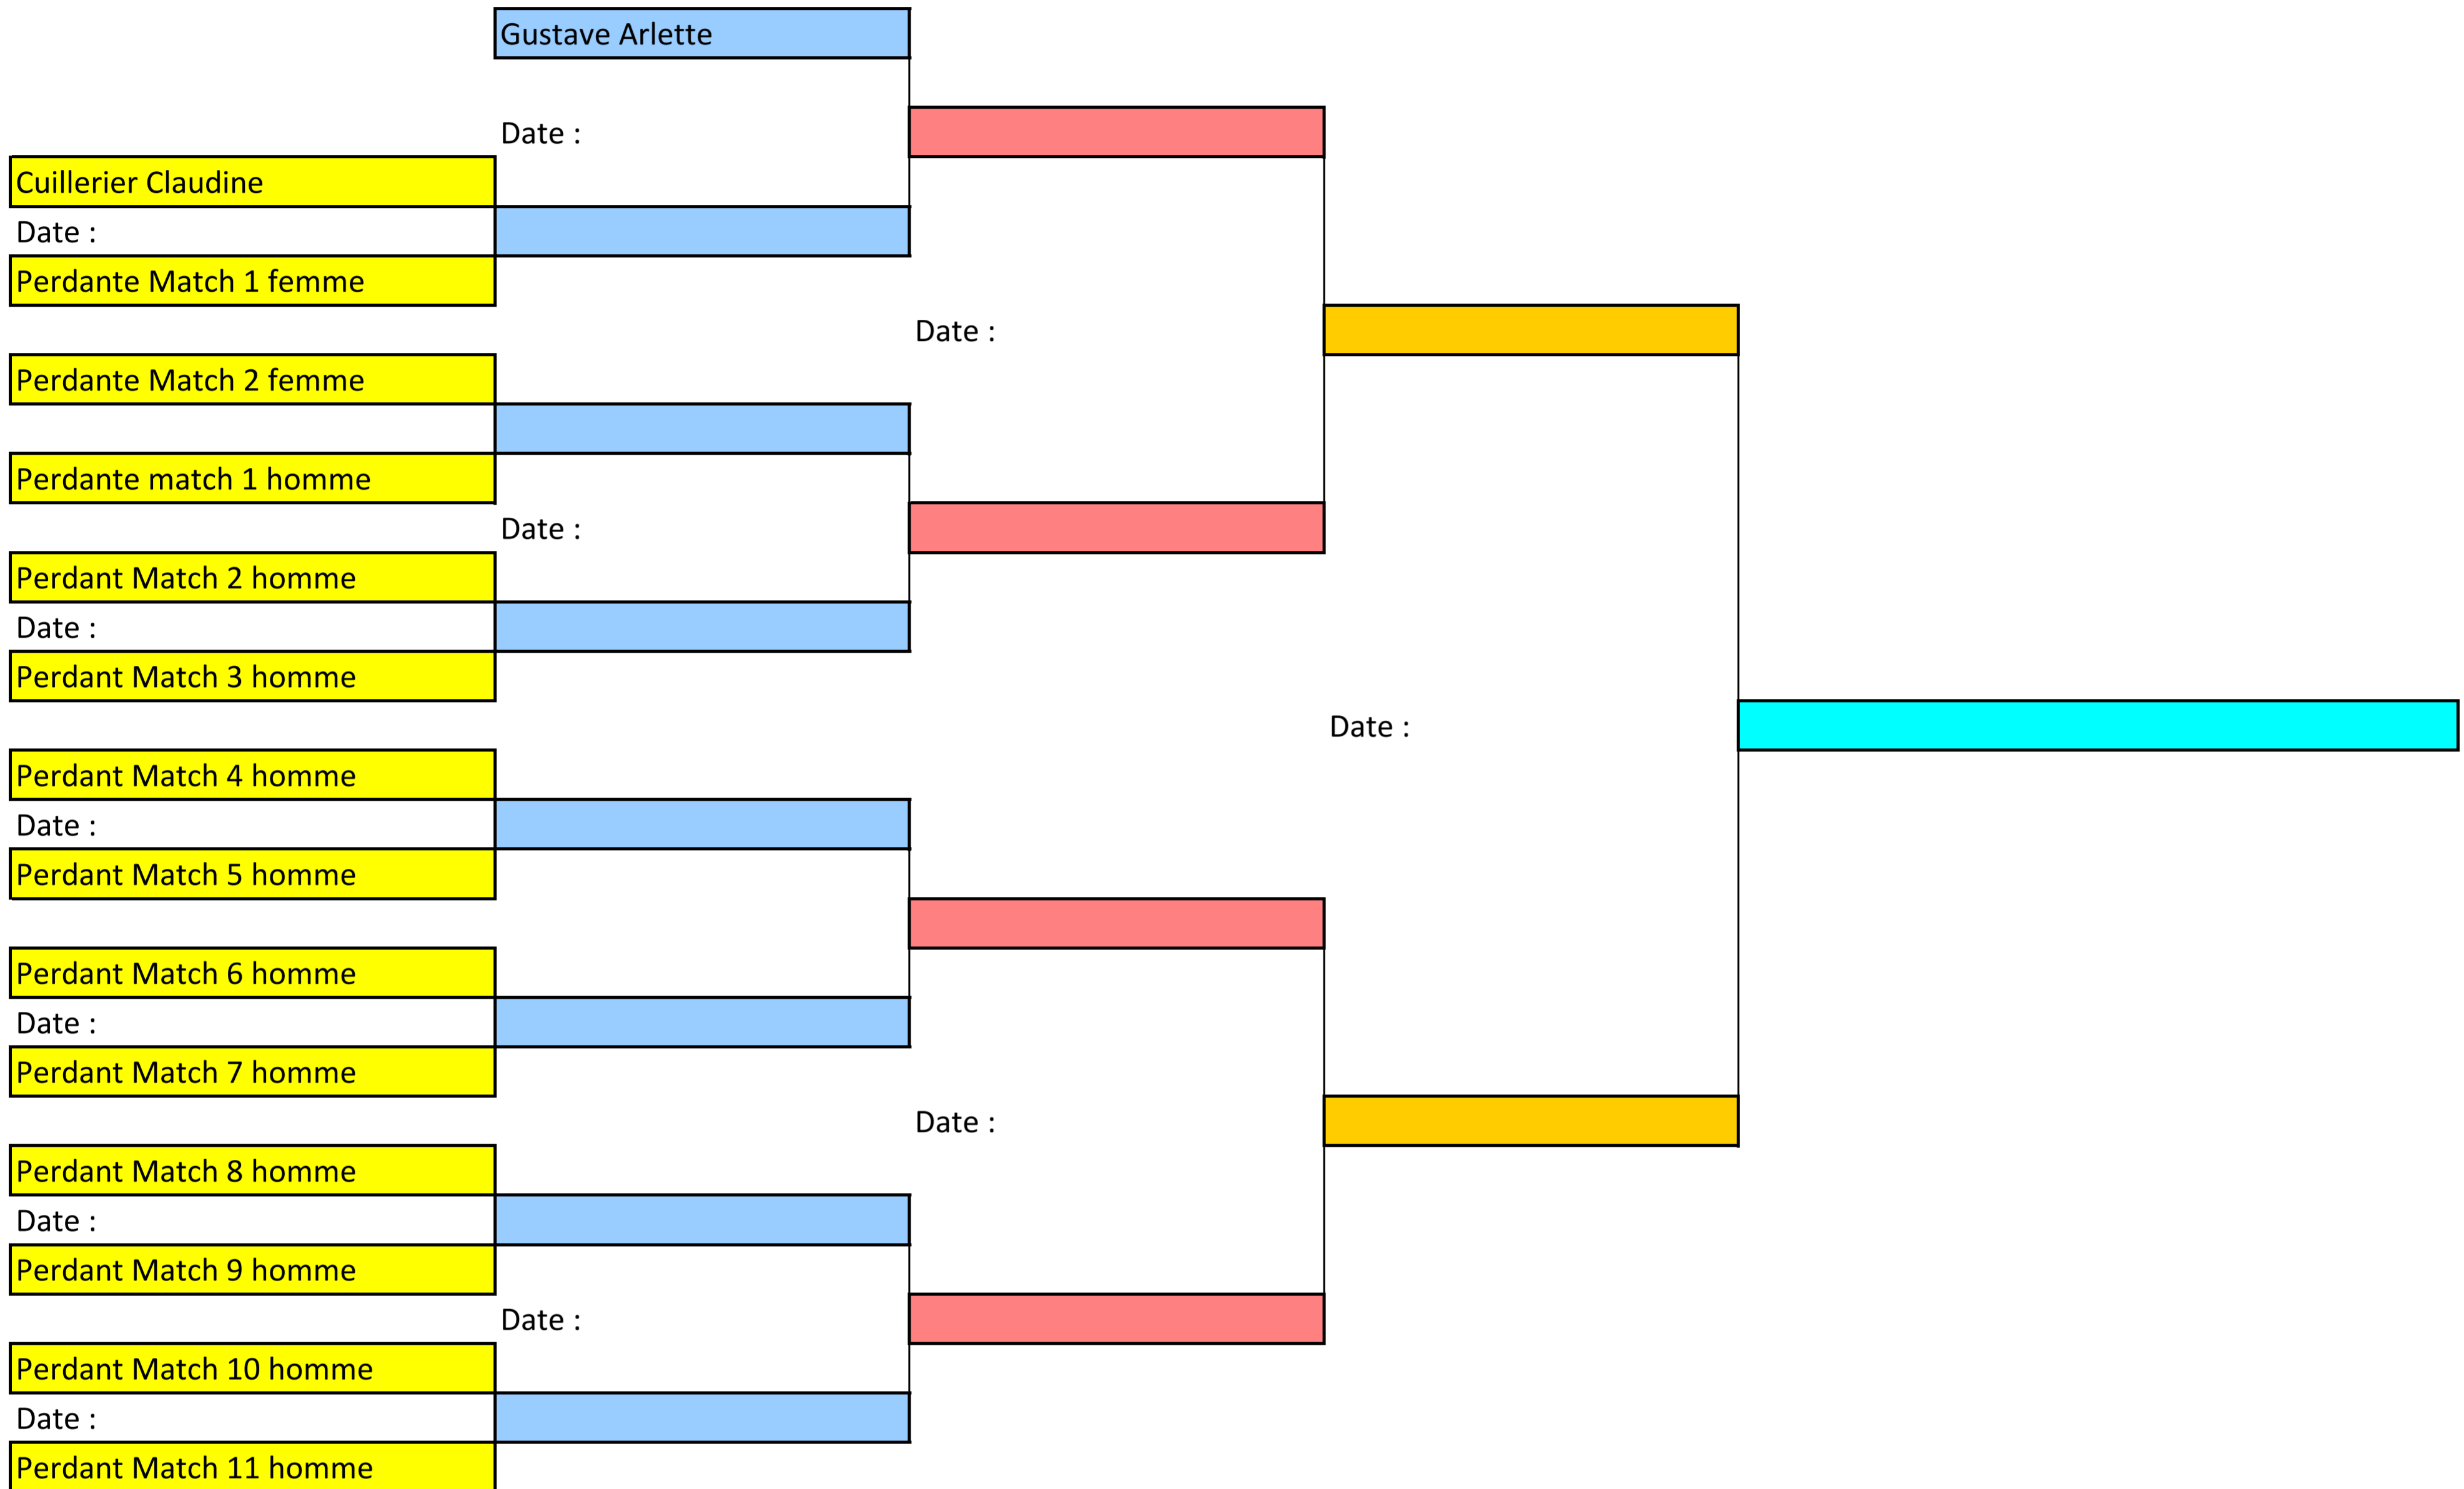 Gustave Arlette
Date :
Cuillerier Claudine
Date :
Perdante Match 1 femme
Date :
Perdante Match 2 femme
Perdante match 1 homme
Date :
Perdant Match 2 homme
Date :
Perdant Match 3 homme
Date :
Perdant Match 4 homme
Date :
Perdant Match 5 homme
Perdant Match 6 homme
Date :
Perdant Match 7 homme
Date :
Perdant Match 8 homme
Date :
Perdant Match 9 homme
Date :
Perdant Match 10 homme
Date :
Perdant Match 11 homme